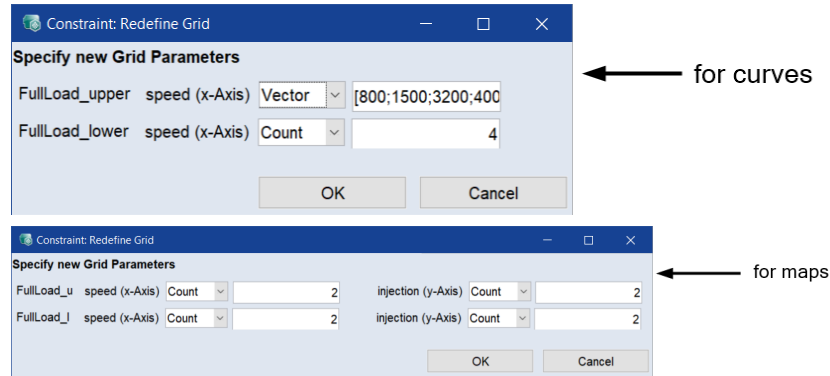 Constraint: Redefine Grid
Specify new Grid Parameters
FullLoad_upper speed (x-Axis) Vector [800;1500;3200;400
for curves
FullLoad_lower speed (x-Axis) Count 4
OK Cancel
Constraint: Redefine Grid
Specify new Grid Parameters
for maps
FullLoad_u speed (x-Axis) Count 2 injection (y-Axis) Count 2
FullLoad_l speed (x-Axis) Count 2 injection (y-Axis) Count 2
OK Cancel